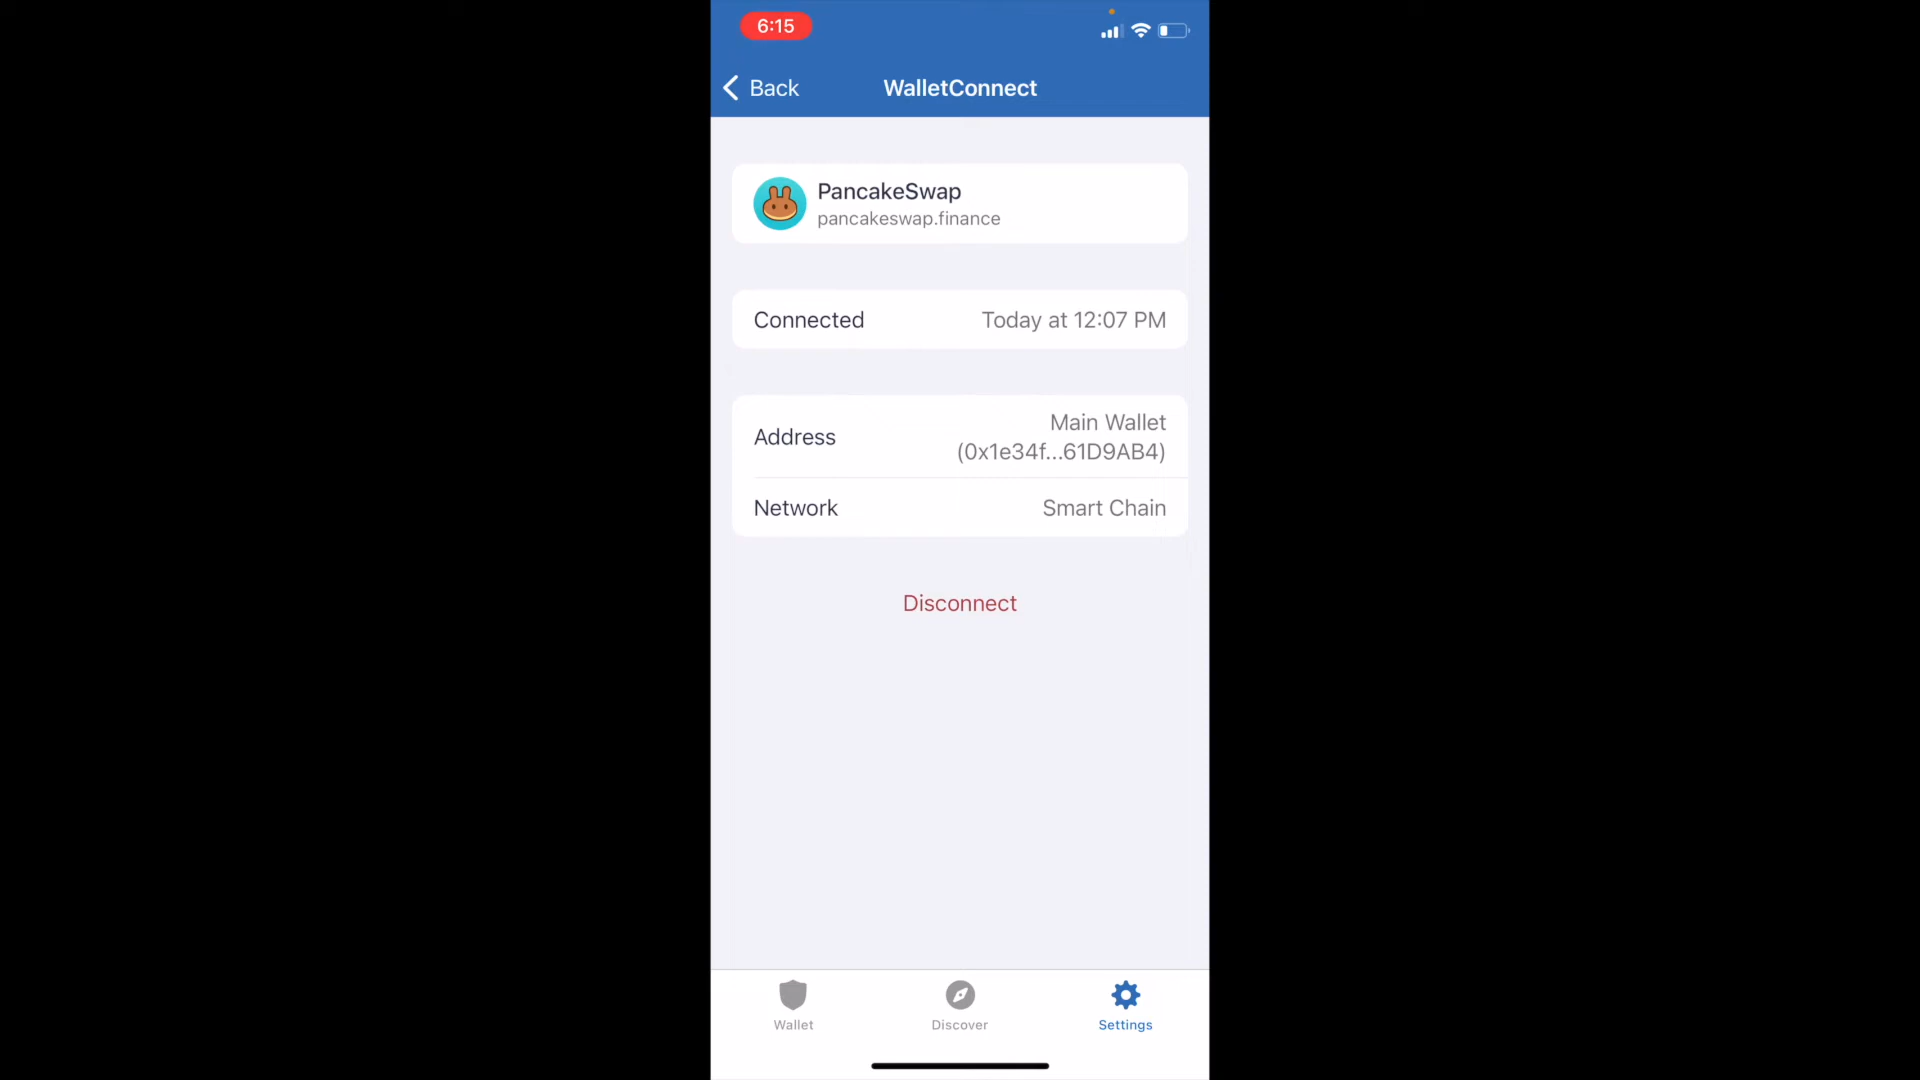 6:15
Back
WalletConnect
PancakeSwap
pancakeswap.finance
Connected
Today at 12:07 PM
Address
Main Wallet
(0x1e34f...61D9AB4)
Network
Smart Chain
Disconnect
Wallet
Discover
Settings